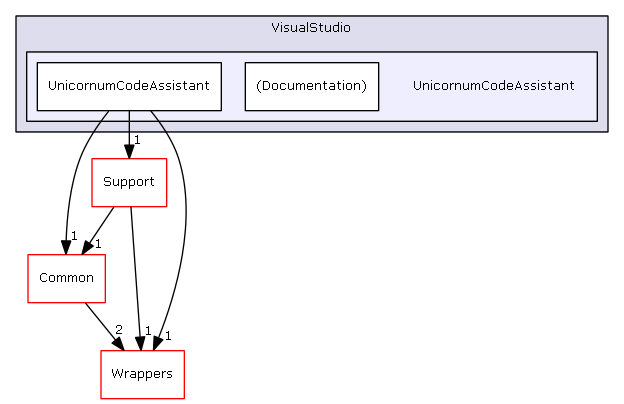 VisualStudio
UnicornumCodeAssistant
(Documentation)
UnicornumCodeAssistant
1
Support
1
1
Common
2
1
1
Wrappers